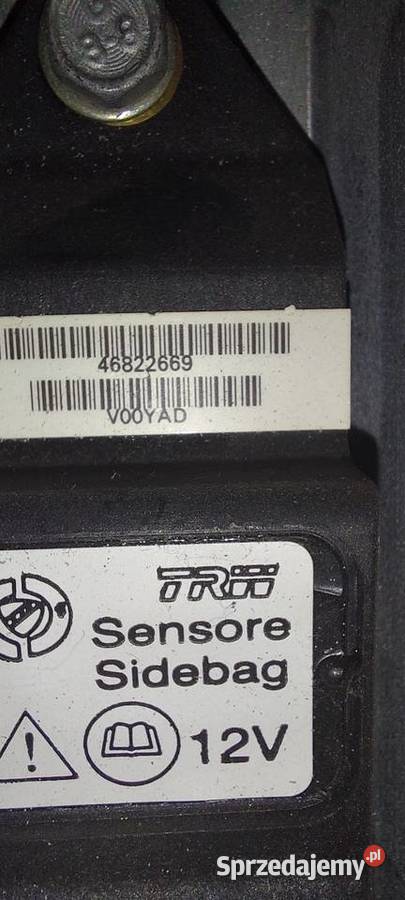 46822669
V00YAD
TRW
Sensore
Sidebag
12V
Sprzedajemy.pl